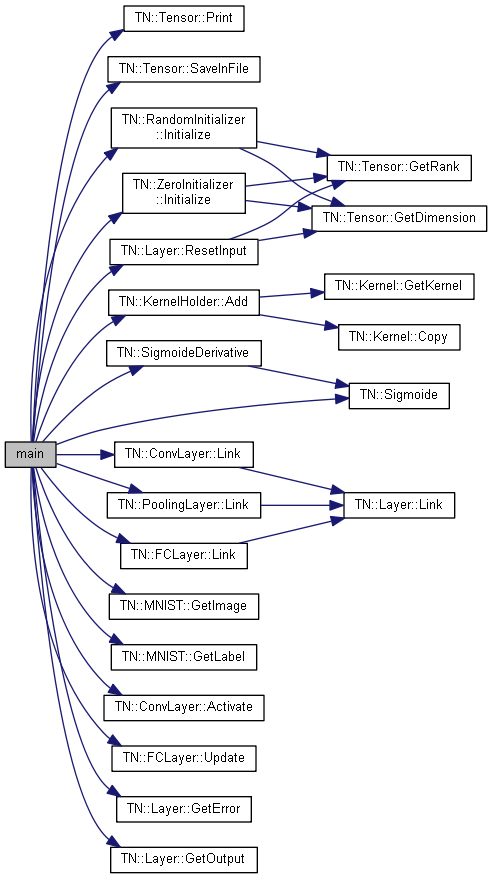 TN::Tensor::Print
TN::Tensor::SaveInFile
TN::RandomInitializer
::Initialize
TN::Tensor::GetRank
TN::ZeroInitializer
::Initialize
TN::Tensor::GetDimension
TN::Layer::ResetInput
TN::Kernel::GetKernel
TN::KernelHolder::Add
TN::Kernel::Copy
TN::SigmoideDerivative
TN::Sigmoide
main
TN::ConvLayer::Link
TN::PoolingLayer::Link
TN::Layer::Link
TN::FCLayer::Link
TN::MNIST::GetImage
TN::MNIST::GetLabel
TN::ConvLayer::Activate
TN::FCLayer::Update
TN::Layer::GetError
TN::Layer::GetOutput